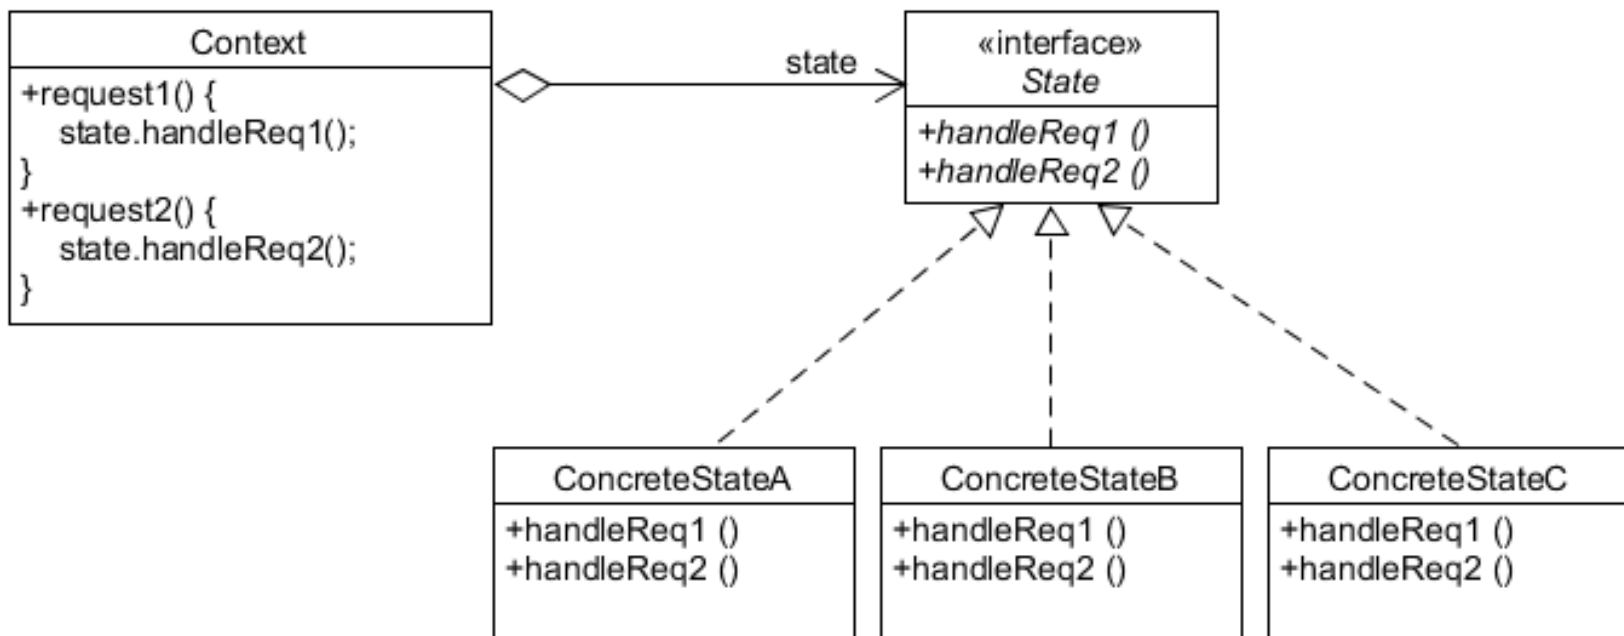 Context
+request1() {
state.handleReq1();
}
+request2() {
state.handleReq2();
}
state
«interface»
State
+handleReq1 ()
+handleReq2 ()
ConcreteStateA
+handleReq1 ()
+handleReq2 ()
ConcreteStateB
+handleReq1 ()
+handleReq2 ()
ConcreteStateC
+handleReq1 ()
+handleReq2 ()